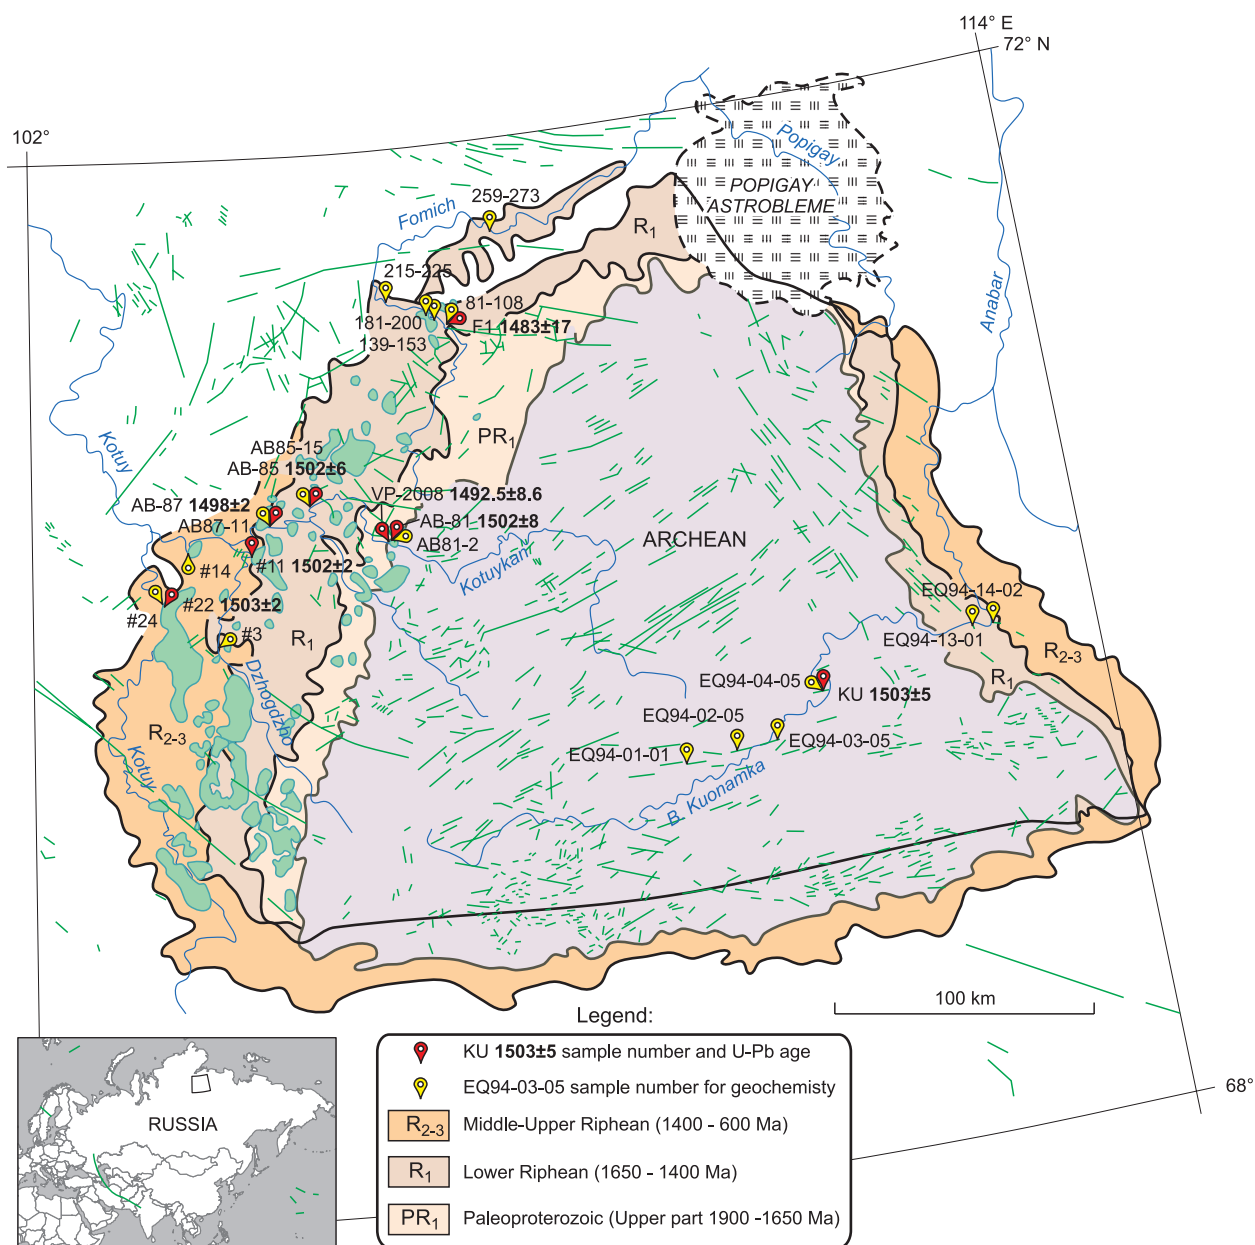 114° E
72° N
102°
Popigay
POPIGAY
ASTROBLEME
259-273
Fomich
R1
Anabar
215-225
81-108
181-200
F1 1483±17
139-153
Kotuy
PR1
AB85-15
AB-85 1502±6
VP-2008 1492.5±8.6
AB-87 1498±2
AB87-11
AB-81 1502±8
AB81-2
ARCHEAN
#11 1502±2
#14
Kotuykan
EQ94-14-02
#22 1503±2
#24
#3
R1
EQ94-13-01
R2-3
Dzhogdzho
EQ94-04-05
R1
KU 1503±5
EQ94-02-05
R2-3
EQ94-03-05
EQ94-01-01
Kotuy
B. Kuonamka
100 km
68°
Legend:
KU 1503±5 sample number and U-Pb age
EQ94-03-05 sample number for geochemisty
R2-3 Middle-Upper Riphean (1400 - 600 Ma)
R1 Lower Riphean (1650 - 1400 Ma)
PR1 Paleoproterozoic (Upper part 1900 -1650 Ma)
RUSSIA